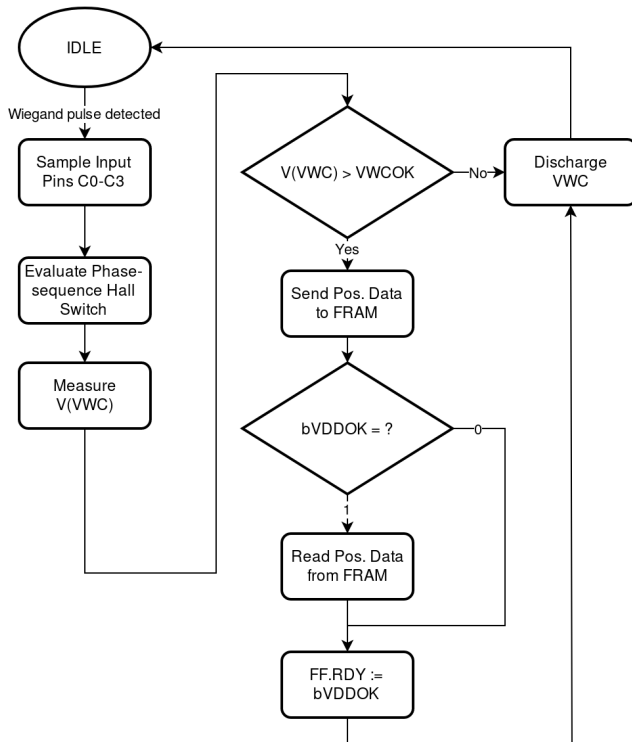 IDLE
Wiegand pulse detected
Sample Input
Pins C0-C3
Evaluate Phase-
sequence Hall
Switch
Measure
V(VWC)
V(VWC) > VWCOK
No
Discharge
VWC
Yes
Send Pos. Data
to FRAM
bVDDOK = ?
0
1
Read Pos. Data
from FRAM
FF.RDY :=
bVDDOK